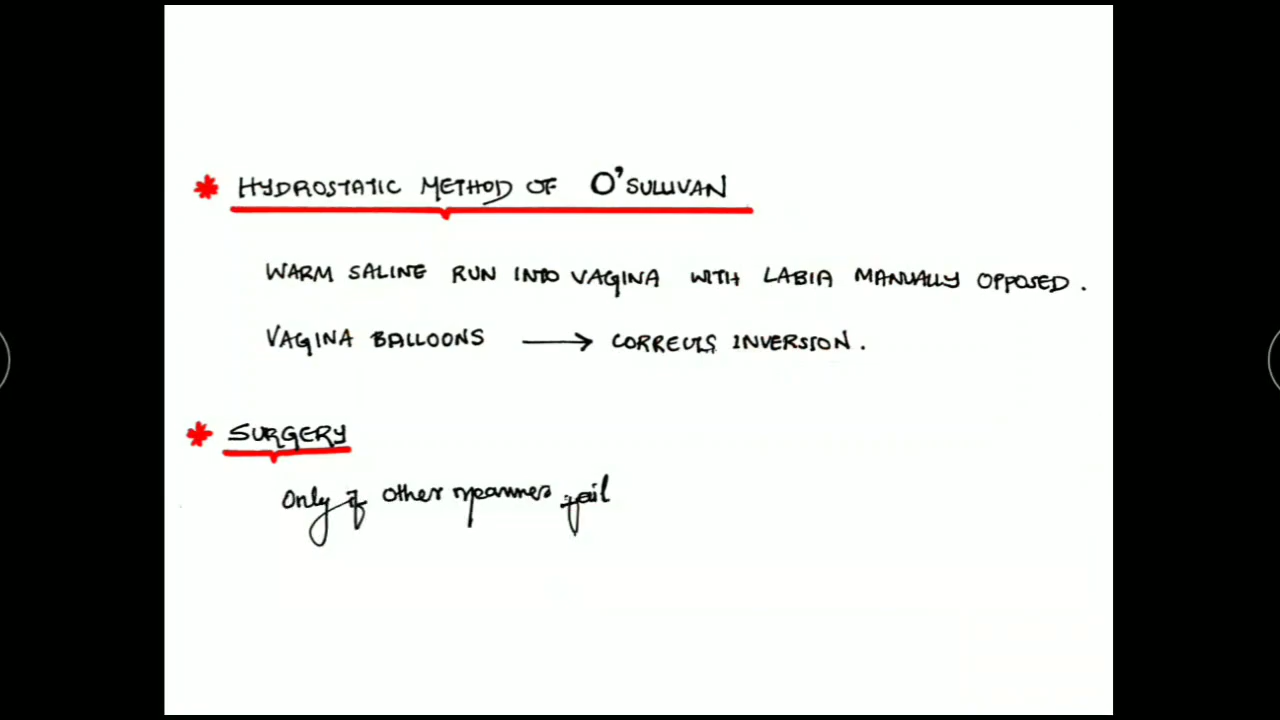 * HYDROSTATIC METHOD OF O'SULLIVAN
WARM SALINE RUN INTO VAGINA WITH LABIA MANUALLY OPPOSED.
VAGINA BALLOONS → CORRECTS INVERSION.
* SURGERY
Only if other fail